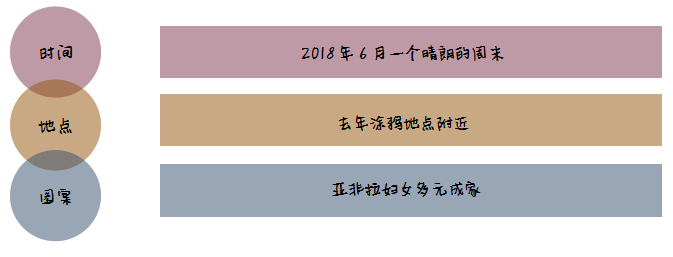 时间
2018年6月一个晴朗的周末
地点
去年涂鸦地点附近
图案
亚非拉妇女多元成家